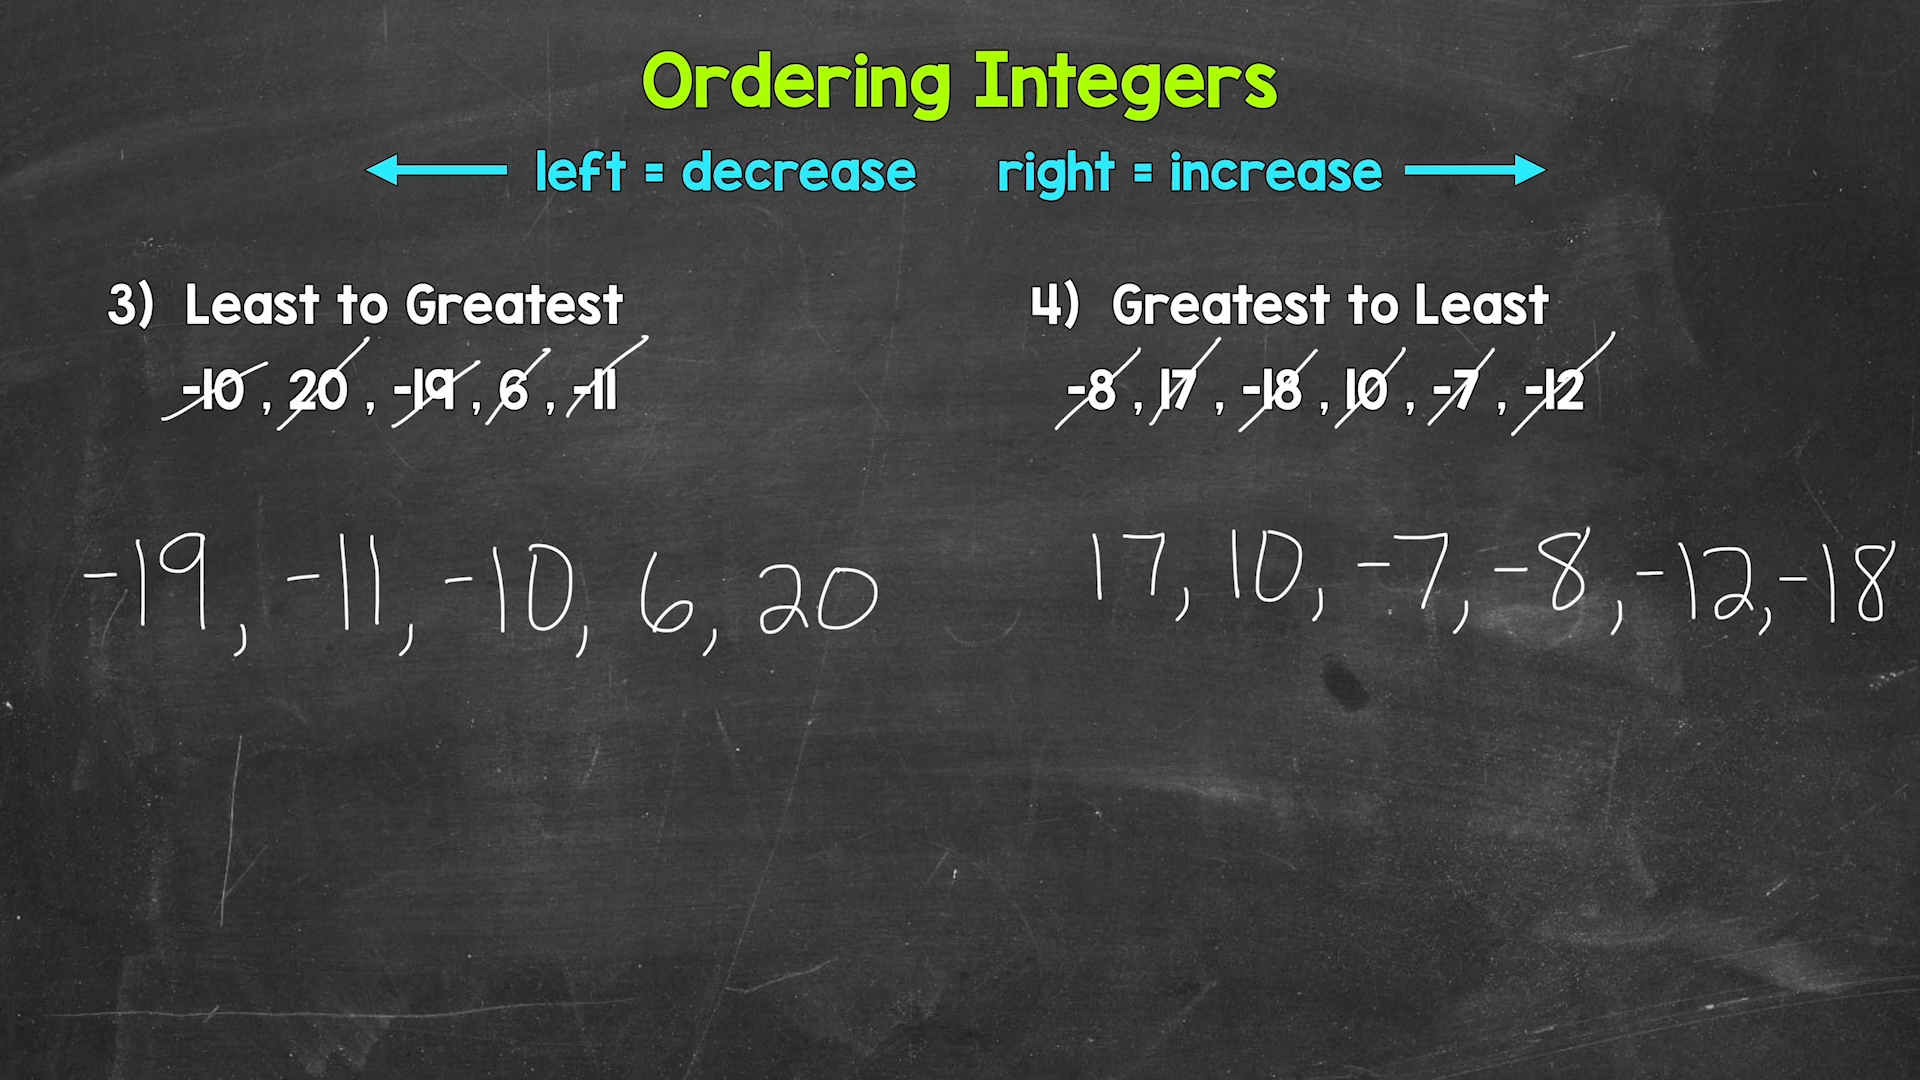 Ordering Integers
left = decrease right = increase
3) Least to Greatest
-10 , 20 , -19 , 6 , -11
-19, -11, -10, 6, 20
4) Greatest to Least
-8 , 17 , -18 , 10 , -7 , -12
17, 10, -7, -8, -12, -18